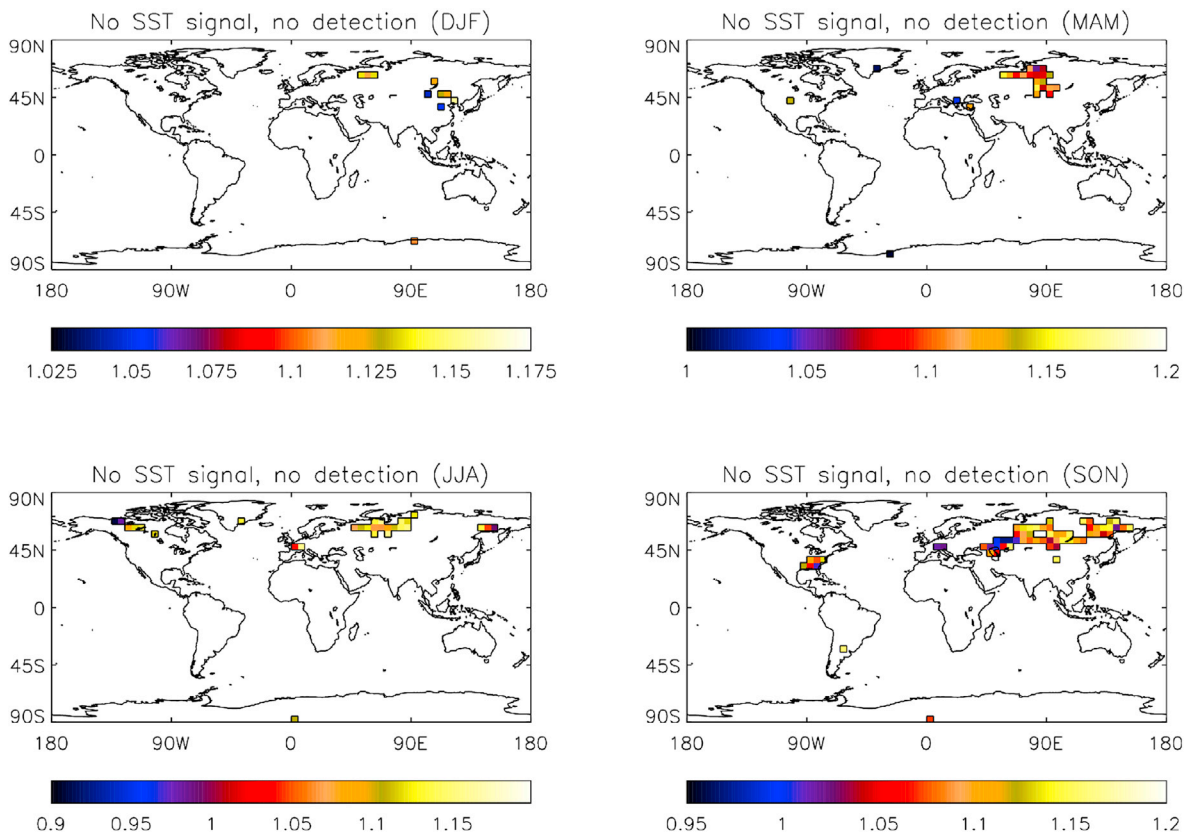 No SST signal, no detection (DJF)
90N
45N
0
45S
90S
180 90W 0 90E 180
1.025 1.05 1.075 1.1 1.125 1.15 1.175
No SST signal, no detection (MAM)
90N
45N
0
45S
90S
180 90W 0 90E 180
1 1.05 1.1 1.15 1.2
No SST signal, no detection (JJA)
90N
45N
0
45S
90S
180 90W 0 90E 180
0.9 0.95 1 1.05 1.1 1.15
No SST signal, no detection (SON)
90N
45N
0
45S
90S
180 90W 0 90E 180
0.95 1 1.05 1.1 1.15 1.2